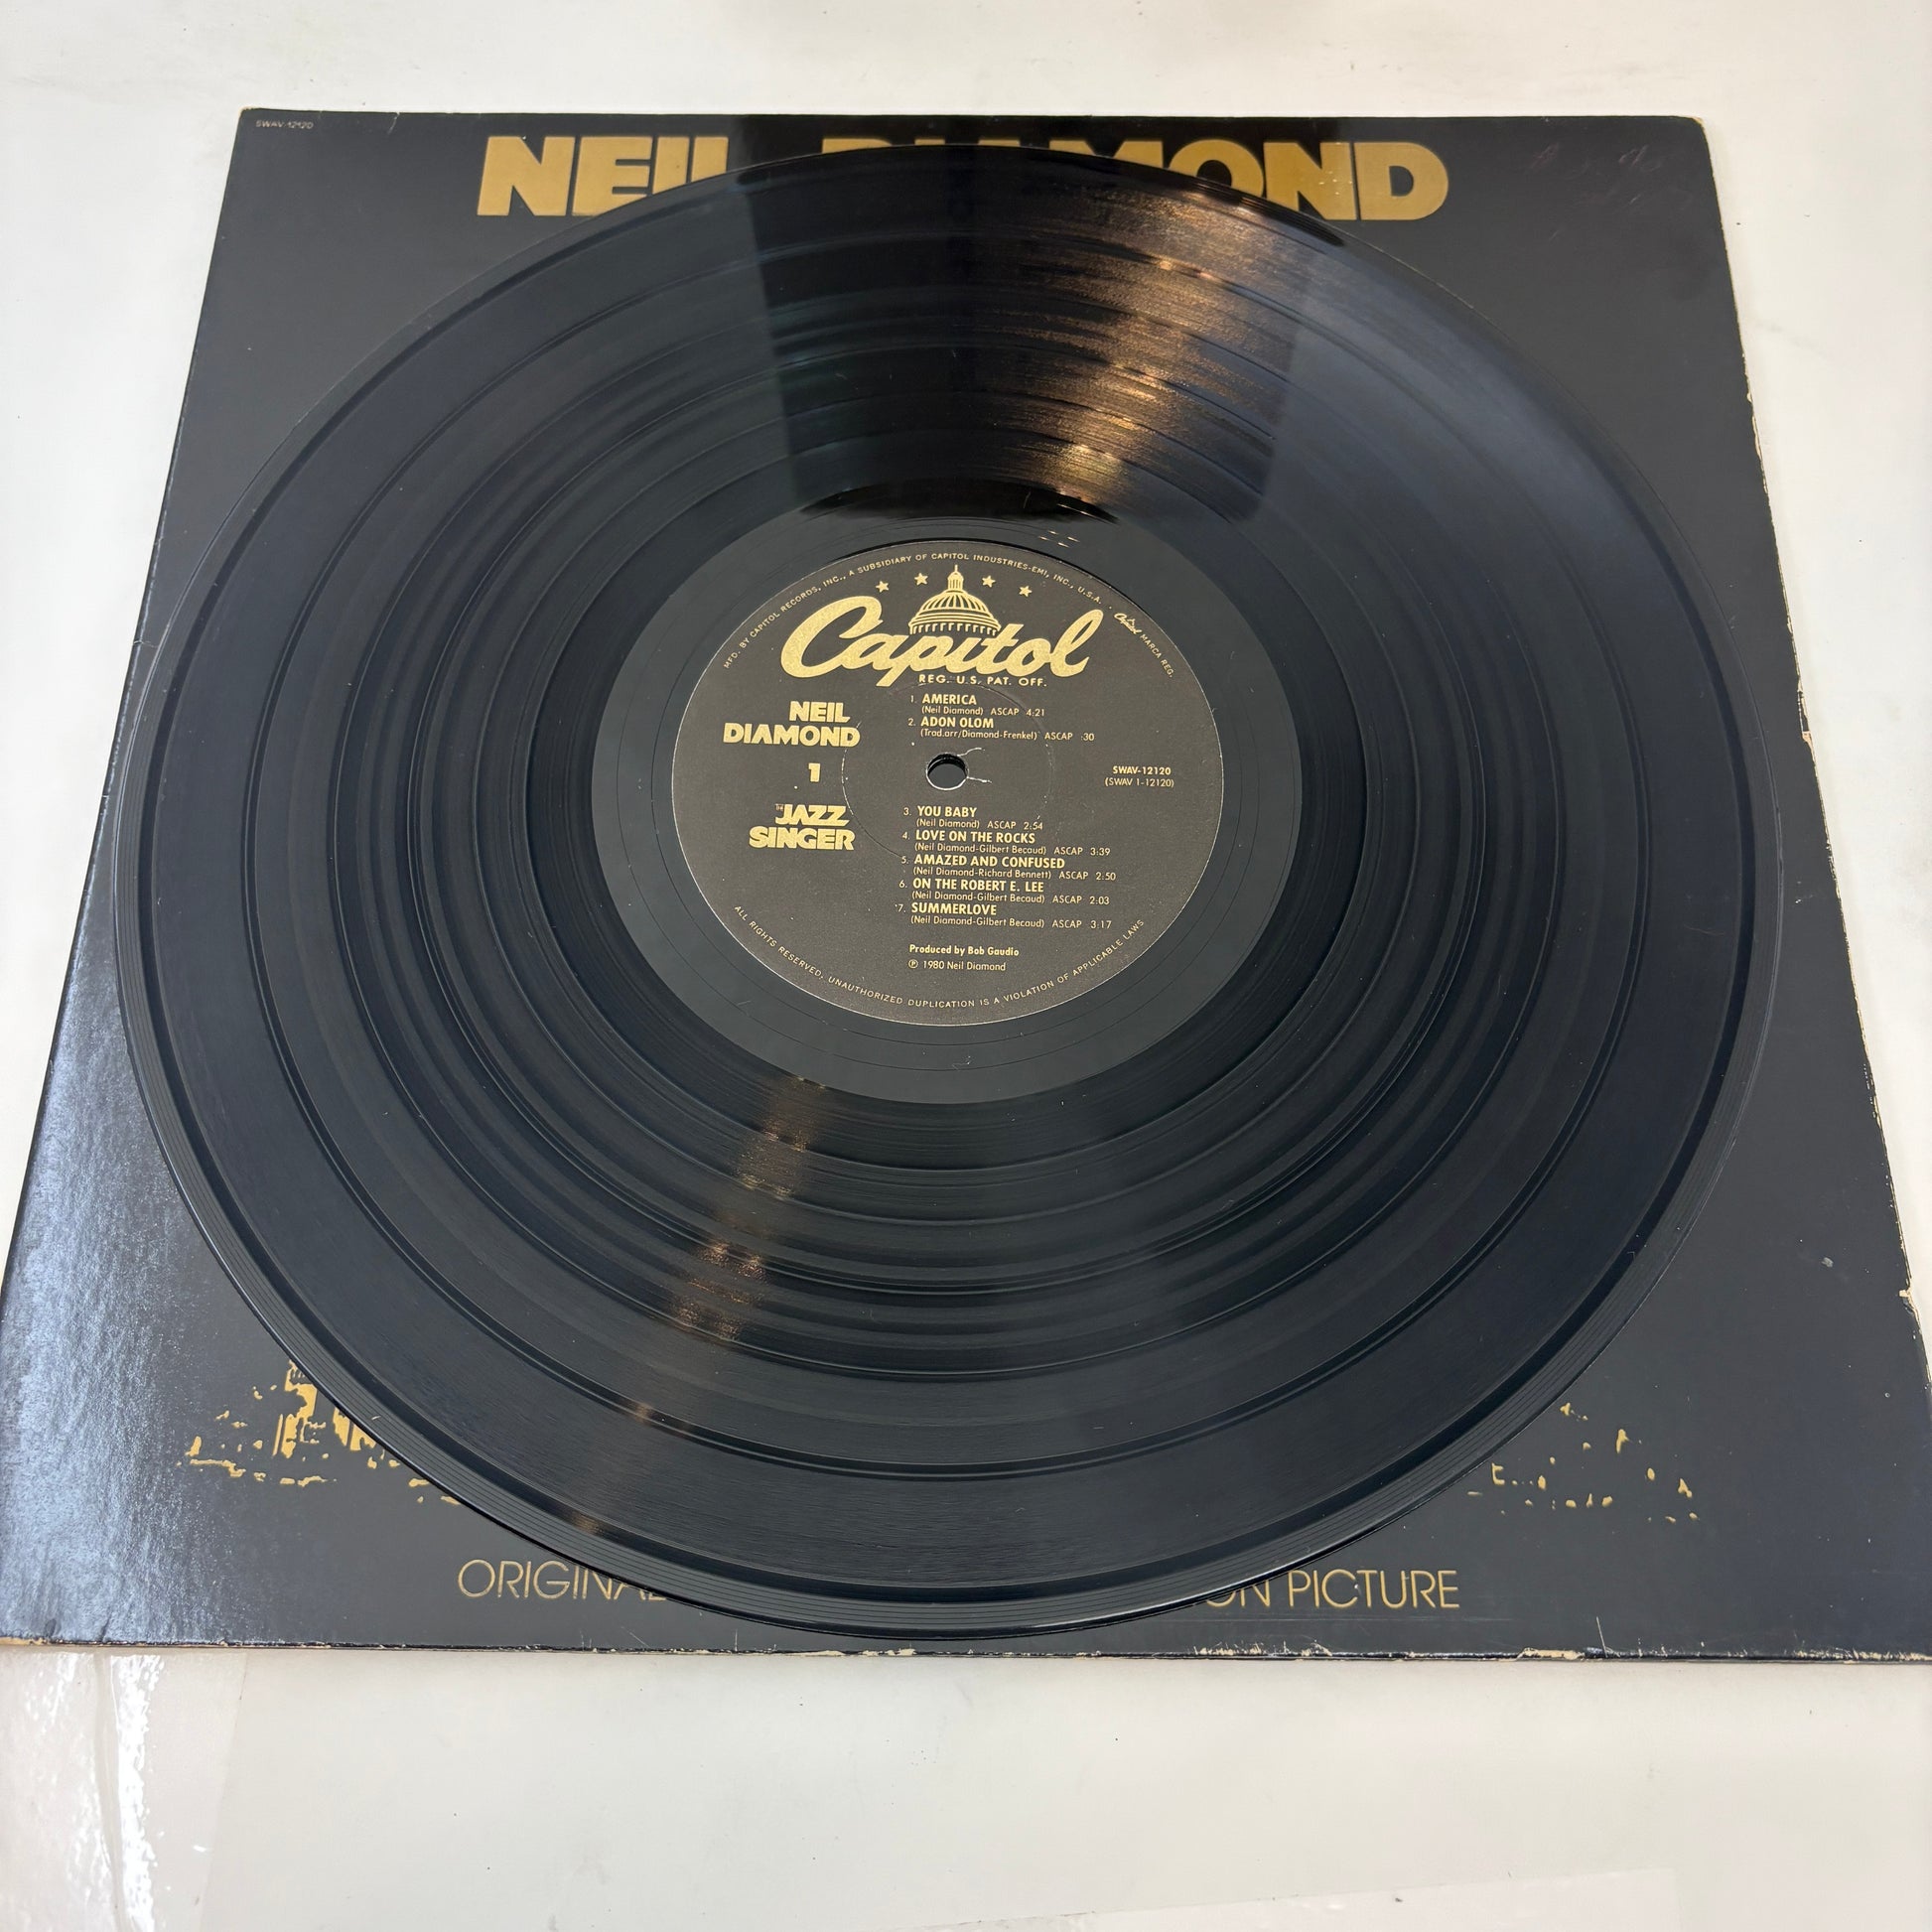 SWAV-12120
NEIL DIAMOND
MFD. BY CAPITOL RECORDS, INC., A SUBSIDIARY OF CAPITOL INDUSTRIES-EMI, INC., U.S.A. · Capitol MARCA REG.
Capitol
REG. U.S. PAT. OFF.
NEIL
DIAMOND
1
THE JAZZ
SINGER
1. AMERICA
(Neil Diamond) ASCAP 4:21
2. ADON OLOM
(Trad.arr/Diamond-Frenkel) ASCAP :30
SWAV-12120
(SWAV 1-12120)
3. YOU BABY
(Neil Diamond) ASCAP 2:54
4. LOVE ON THE ROCKS
(Neil Diamond-Gilbert Becaud) ASCAP 3:39
5. AMAZED AND CONFUSED
(Neil Diamond-Richard Bennett) ASCAP 2:50
6. ON THE ROBERT E. LEE
(Neil Diamond-Gilbert Becaud) ASCAP 2:03
7. SUMMERLOVE
(Neil Diamond-Gilbert Becaud) ASCAP 3:17
Produced by Bob Gaudio
℗ 1980 Neil Diamond
ALL RIGHTS RESERVED, UNAUTHORIZED DUPLICATION IS A VIOLATION OF APPLICABLE LAWS
ORIGINAL ON PICTURE